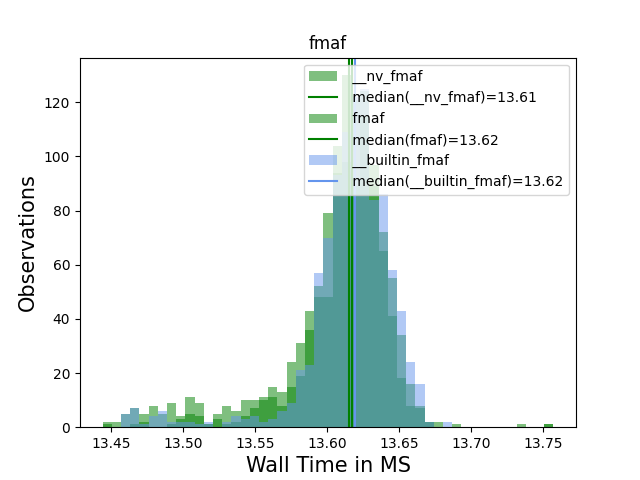 fmaf
__nv_fmaf
median(__nv_fmaf)=13.61
fmaf
median(fmaf)=13.62
__builtin_fmaf
median(__builtin_fmaf)=13.62
120
100
80
60
40
20
0
Observations
13.45 13.50 13.55 13.60 13.65 13.70 13.75
Wall Time in MS